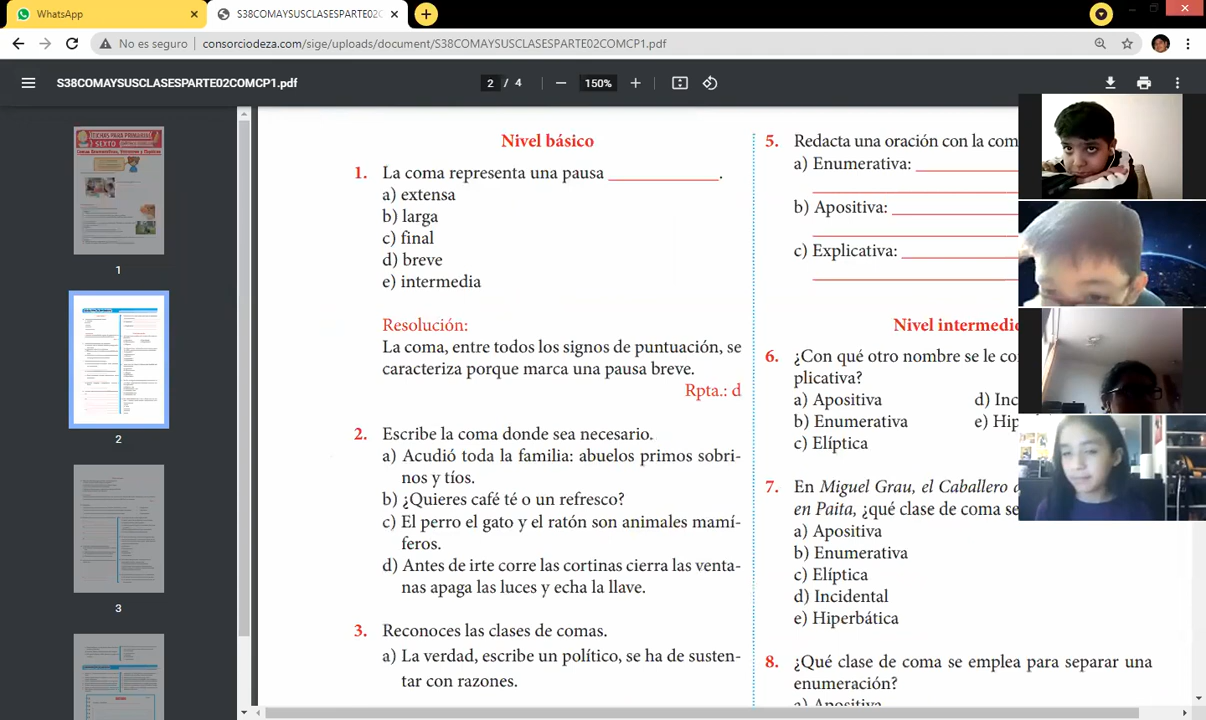 WhatsApp
S38COMAYSUSCLASESPARTE02C
No es seguro
consorciodeza.com/sige/uploads/document/S38COMAYSUSCLASESPARTE02COMCP1.pdf
S38COMAYSUSCLASESPARTE02COMCP1.pdf
2 / 4
150%
FICHAS PARA PRIMARIA
SEXTO
1
2
3
Nivel básico
1. La coma representa una pausa ___________.
a) extensa
b) larga
c) final
d) breve
e) intermedia
Resolución:
La coma, entre todos los signos de puntuación, se
caracteriza porque marca una pausa breve.
Rpta.: d
2. Escribe la coma donde sea necesario.
a) Acudió toda la familia: abuelos primos sobri-
nos y tíos.
b) ¿Quieres café té o un refresco?
c) El perro el gato y el ratón son animales mamí-
feros.
d) Antes de irte corre las cortinas cierra las venta-
nas apaga las luces y echa la llave.
3. Reconoces las clases de comas.
a) La verdad, escribe un político, se ha de susten-
tar con razones.
5. Redacta una oración con la com
a) Enumerativa:
b) Apositiva:
c) Explicativa:
Nivel intermedi
6. ¿Con qué otro nombre se le co
plicativa?
a) Apositiva d) Inc
b) Enumerativa e) Hip
c) Elíptica
7. En Miguel Grau, el Caballero
en Paita, ¿qué clase de coma se
a) Apositiva
b) Enumerativa
c) Elíptica
d) Incidental
e) Hiperbática
8. ¿Qué clase de coma se emplea para separar una
enumeración?
a) Apositiva